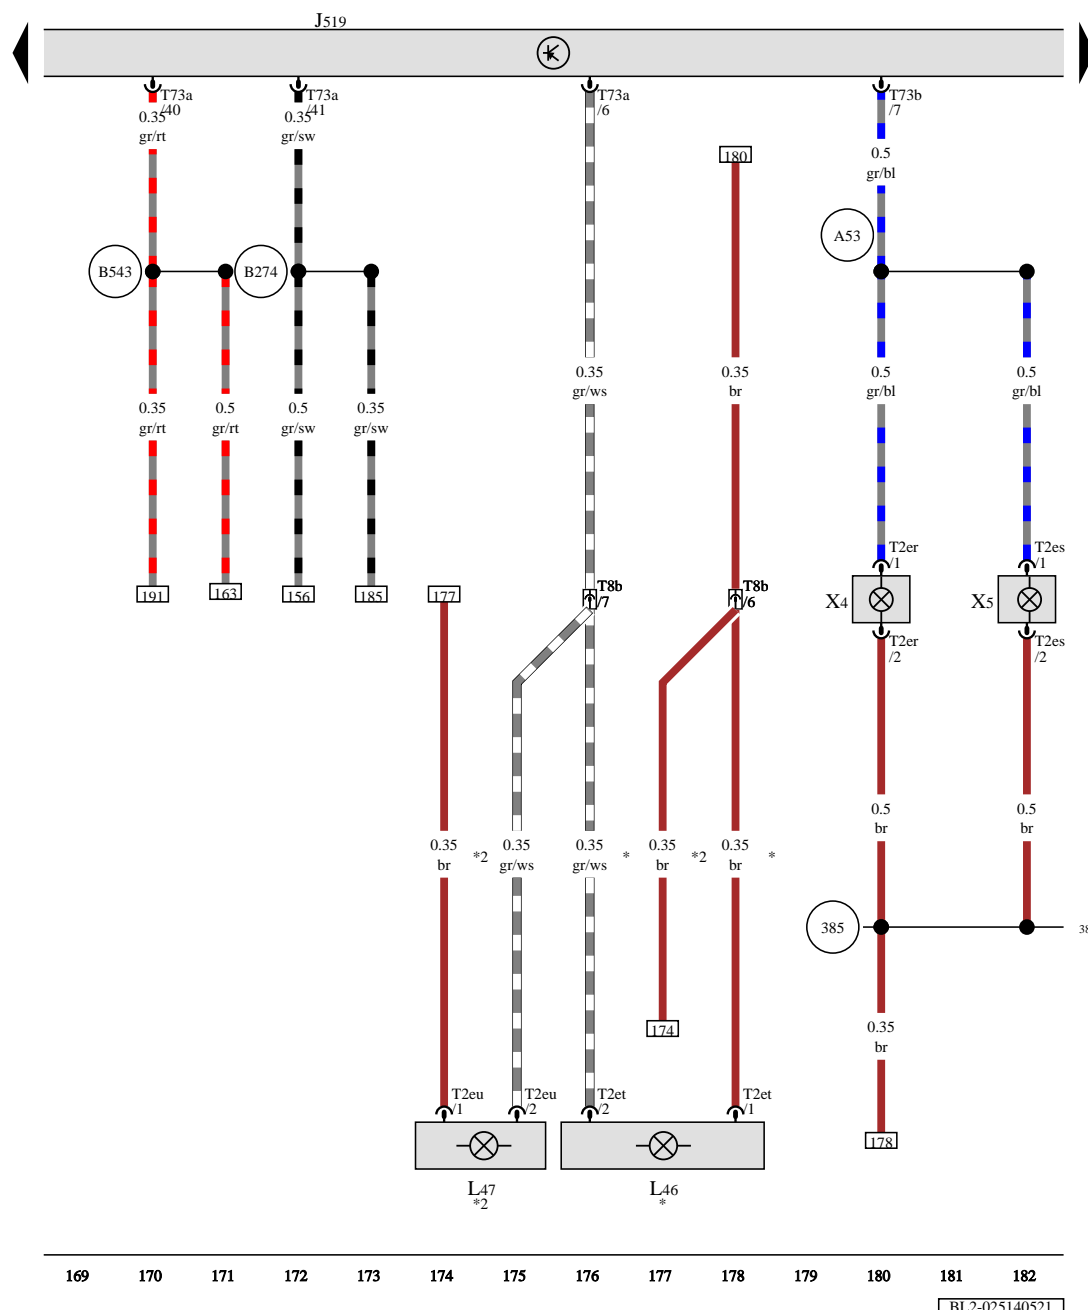 J519
T73a
/40
T73a
/41
T73a
/6
T73b
/7
0.35
gr/rt
0.35
gr/sw
180
0.5
gr/bl
A53
B543
B274
0.35
gr/ws
0.35
br
0.5
gr/bl
0.5
gr/bl
0.35
gr/rt
0.5
gr/rt
0.5
gr/sw
0.35
gr/sw
T2er
/1
T2es
/1
191
163
156
185
177
T8b
/7
T8b
/6
X4
X5
T2er
/2
T2es
/2
0.5
br
0.5
br
0.35
br
*2
0.35
gr/ws
0.35
gr/ws
*
0.35
br
*2
0.35
br
*
385
38
174
0.35
br
T2eu
/1
T2eu
/2
T2et
/2
T2et
/1
178
L47
*2
L46
*
169 170 171 172 173 174 175 176 177 178 179 180 181 182
BL2-025140521